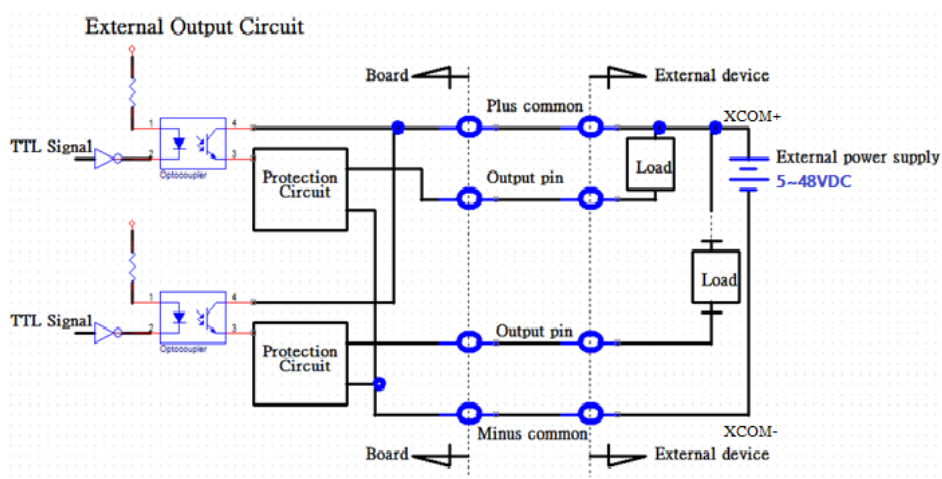 External Output Circuit
Board
External device
Plus common
XCOM+
1
4
TTL Signal
2
3
Optocoupler
Protection
Circuit
Output pin
Load
External power supply
5~48VDC
Load
1
4
TTL Signal
2
3
Optocoupler
Protection
Circuit
Output pin
Minus common
XCOM-
Board
External device